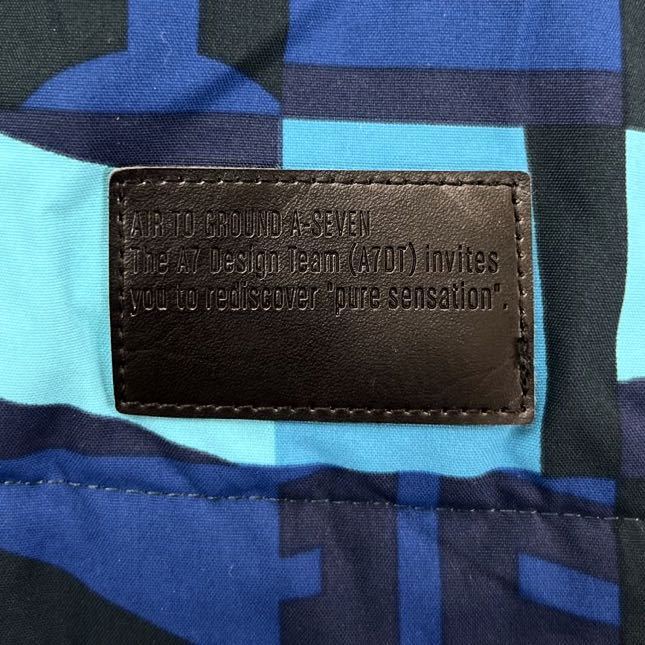 AIR TO GROUND A-SEVEN
The A7 Design Team (A7DT) invites
you to rediscover "pure sensation".